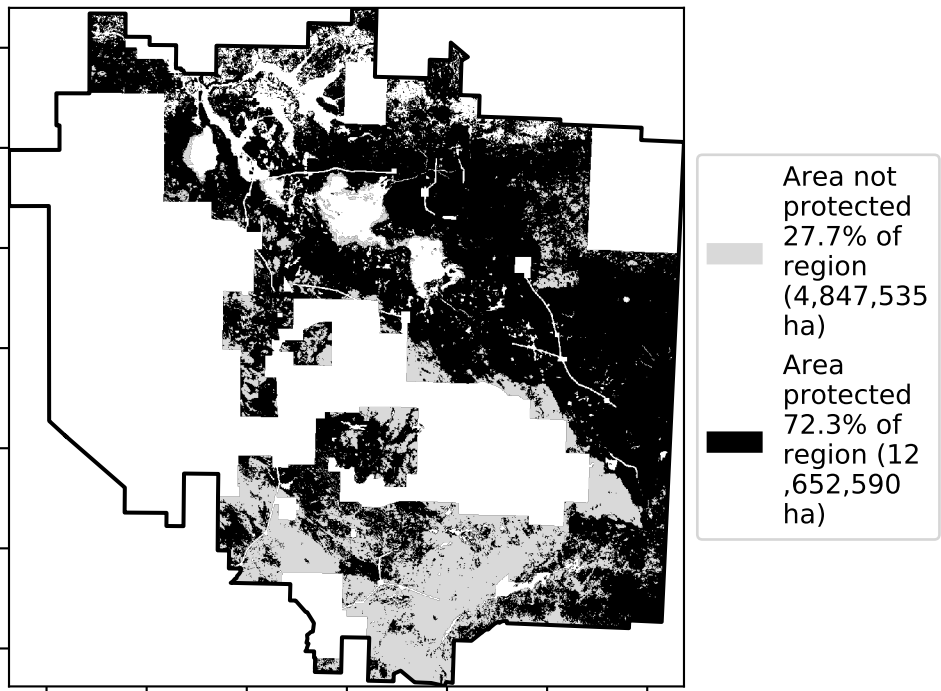 Area not
protected
27.7% of
region
(4,847,535
ha)
Area
protected
72.3% of
region (12
,652,590
ha)